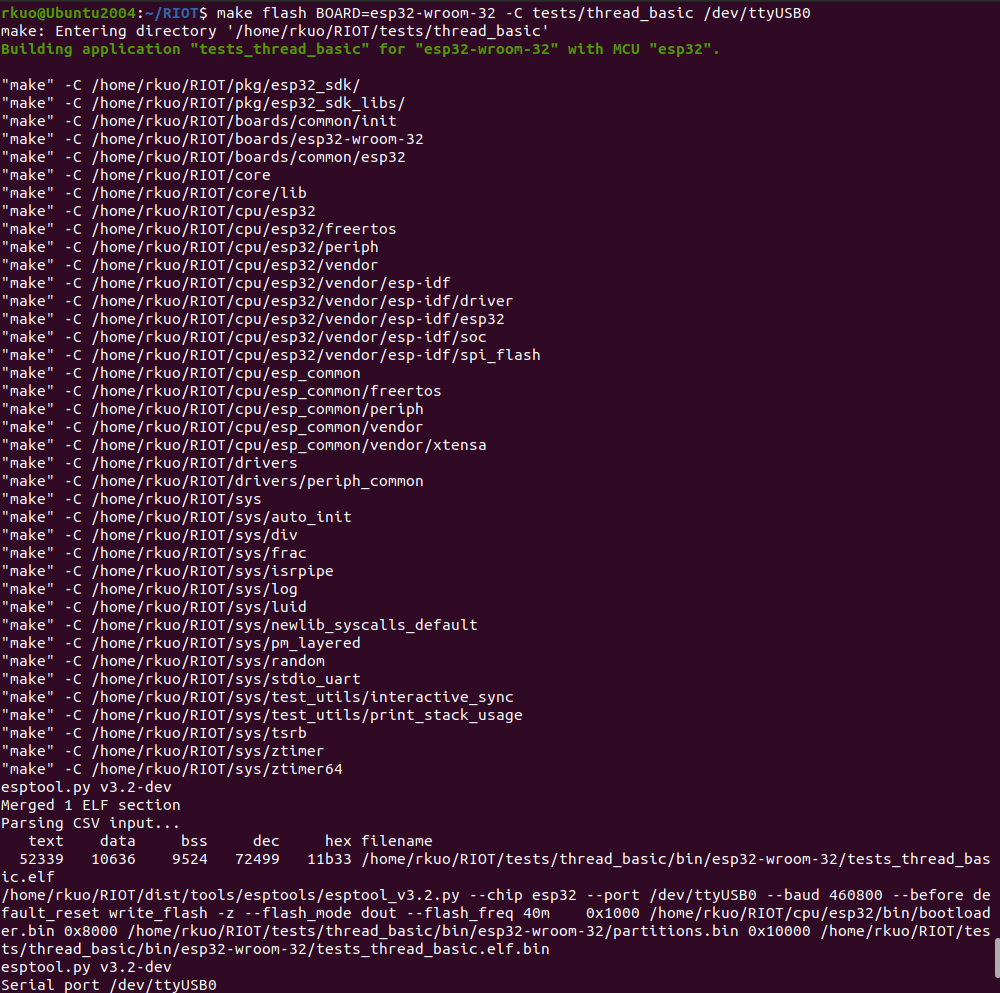 rkuo@Ubuntu2004:~/RIOT$ make flash BOARD=esp32-wroom-32 -C tests/thread_basic /dev/ttyUSB0
make: Entering directory '/home/rkuo/RIOT/tests/thread_basic'
Building application "tests_thread_basic" for "esp32-wroom-32" with MCU "esp32".

"make" -C /home/rkuo/RIOT/pkg/esp32_sdk/
"make" -C /home/rkuo/RIOT/pkg/esp32_sdk_libs/
"make" -C /home/rkuo/RIOT/boards/common/init
"make" -C /home/rkuo/RIOT/boards/esp32-wroom-32
"make" -C /home/rkuo/RIOT/boards/common/esp32
"make" -C /home/rkuo/RIOT/core
"make" -C /home/rkuo/RIOT/core/lib
"make" -C /home/rkuo/RIOT/cpu/esp32
"make" -C /home/rkuo/RIOT/cpu/esp32/freertos
"make" -C /home/rkuo/RIOT/cpu/esp32/periph
"make" -C /home/rkuo/RIOT/cpu/esp32/vendor
"make" -C /home/rkuo/RIOT/cpu/esp32/vendor/esp-idf
"make" -C /home/rkuo/RIOT/cpu/esp32/vendor/esp-idf/driver
"make" -C /home/rkuo/RIOT/cpu/esp32/vendor/esp-idf/esp32
"make" -C /home/rkuo/RIOT/cpu/esp32/vendor/esp-idf/soc
"make" -C /home/rkuo/RIOT/cpu/esp32/vendor/esp-idf/spi_flash
"make" -C /home/rkuo/RIOT/cpu/esp_common
"make" -C /home/rkuo/RIOT/cpu/esp_common/freertos
"make" -C /home/rkuo/RIOT/cpu/esp_common/periph
"make" -C /home/rkuo/RIOT/cpu/esp_common/vendor
"make" -C /home/rkuo/RIOT/cpu/esp_common/vendor/xtensa
"make" -C /home/rkuo/RIOT/drivers
"make" -C /home/rkuo/RIOT/drivers/periph_common
"make" -C /home/rkuo/RIOT/sys
"make" -C /home/rkuo/RIOT/sys/auto_init
"make" -C /home/rkuo/RIOT/sys/div
"make" -C /home/rkuo/RIOT/sys/frac
"make" -C /home/rkuo/RIOT/sys/isrpipe
"make" -C /home/rkuo/RIOT/sys/log
"make" -C /home/rkuo/RIOT/sys/luid
"make" -C /home/rkuo/RIOT/sys/newlib_syscalls_default
"make" -C /home/rkuo/RIOT/sys/pm_layered
"make" -C /home/rkuo/RIOT/sys/random
"make" -C /home/rkuo/RIOT/sys/stdio_uart
"make" -C /home/rkuo/RIOT/sys/test_utils/interactive_sync
"make" -C /home/rkuo/RIOT/sys/test_utils/print_stack_usage
"make" -C /home/rkuo/RIOT/sys/tsrb
"make" -C /home/rkuo/RIOT/sys/ztimer
"make" -C /home/rkuo/RIOT/sys/ztimer64
esptool.py v3.2-dev
Merged 1 ELF section
Parsing CSV input...
   text    data     bss     dec     hex filename
  52339   10636    9524   72499   11b33 /home/rkuo/RIOT/tests/thread_basic/bin/esp32-wroom-32/tests_thread_bas
ic.elf
/home/rkuo/RIOT/dist/tools/esptools/esptool_v3.2.py --chip esp32 --port /dev/ttyUSB0 --baud 460800 --before de
fault_reset write_flash -z --flash_mode dout --flash_freq 40m    0x1000 /home/rkuo/RIOT/cpu/esp32/bin/bootload
er.bin 0x8000 /home/rkuo/RIOT/tests/thread_basic/bin/esp32-wroom-32/partitions.bin 0x10000 /home/rkuo/RIOT/tes
ts/thread_basic/bin/esp32-wroom-32/tests_thread_basic.elf.bin
esptool.py v3.2-dev
Serial port /dev/ttyUSB0